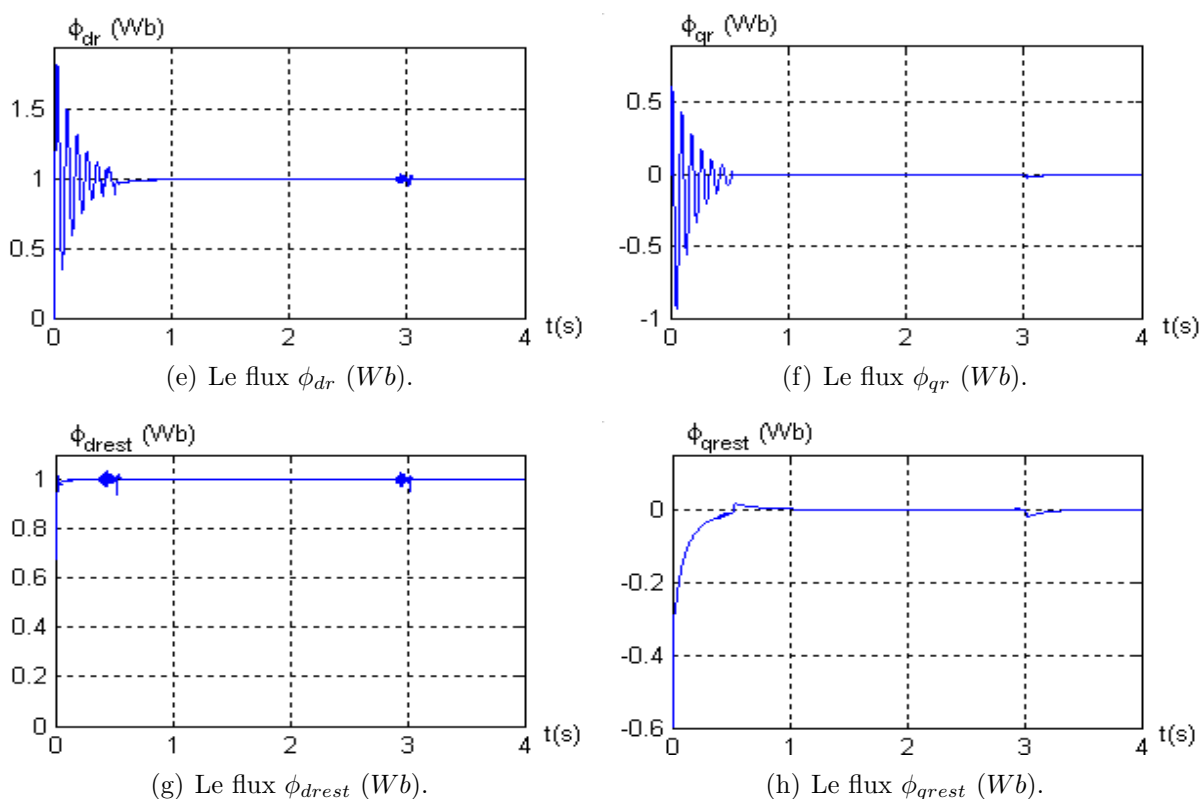 ϕdr (Wb)
1.5
1
0.5
0
0 1 2 3 4
t(s)
(e) Le flux ϕdr (Wb).
ϕqr (Wb)
0.5
0
-0.5
-1
0 1 2 3 4
t(s)
(f) Le flux ϕqr (Wb).
ϕdrest (Wb)
1
0.8
0.6
0.4
0.2
0
0 1 2 3 4
t(s)
(g) Le flux ϕdrest (Wb).
ϕqrest (Wb)
0
-0.2
-0.4
-0.6
0 1 2 3 4
t(s)
(h) Le flux ϕqrest (Wb).